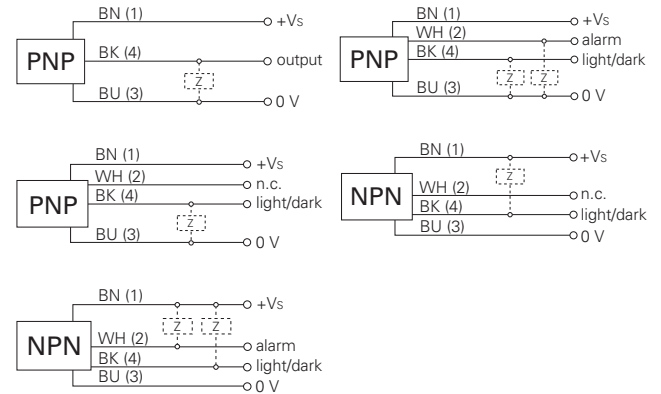 BN (1) +Vs
PNP BK (4) output
Z
BU (3) 0 V
BN (1) +Vs
WH (2) alarm
PNP BK (4) light/dark
Z Z
BU (3) 0 V
BN (1) +Vs
WH (2) n.c.
PNP BK (4) light/dark
Z
BU (3) 0 V
BN (1) +Vs
Z
NPN WH (2) n.c.
BK (4) light/dark
BU (3) 0 V
BN (1) +Vs
Z Z
NPN WH (2) alarm
BK (4) light/dark
BU (3) 0 V